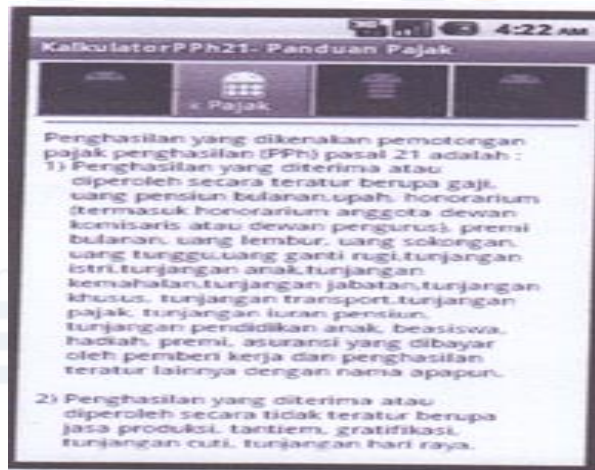 4:22 AM
KalkulatorPPh21- Panduan Pajak
Pajak
Penghasilan yang dikenakan pemotongan
pajak penghasilan (PPh) pasal 21 adalah :
1) Penghasilan yang diterima atau
diperoleh secara teratur berupa gaji,
uang pensiun bulanan,upah, honorarium
(termasuk honorarium anggota dewan
komisaris atau dewan pengurus), premi
bulanan, uang lembur, uang sokongan,
uang tunggu,uang ganti rugi,tunjangan
istri,tunjangan anak,tunjangan
kemahalan,tunjangan jabatan,tunjangan
khusus, tunjangan transport,tunjangan
pajak, tunjangan iuran pensiun,
tunjangan pendidikan anak, beasiswa,
hadiah, premi, asuransi yang dibayar
oleh pemberi kerja dan penghasilan
teratur lainnya dengan nama apapun.
2) Penghasilan yang diterima atau
diperoleh secara tidak teratur berupa
jasa produksi, tantiem, gratifikasi,
tunjangan cuti, tunjangan hari raya,